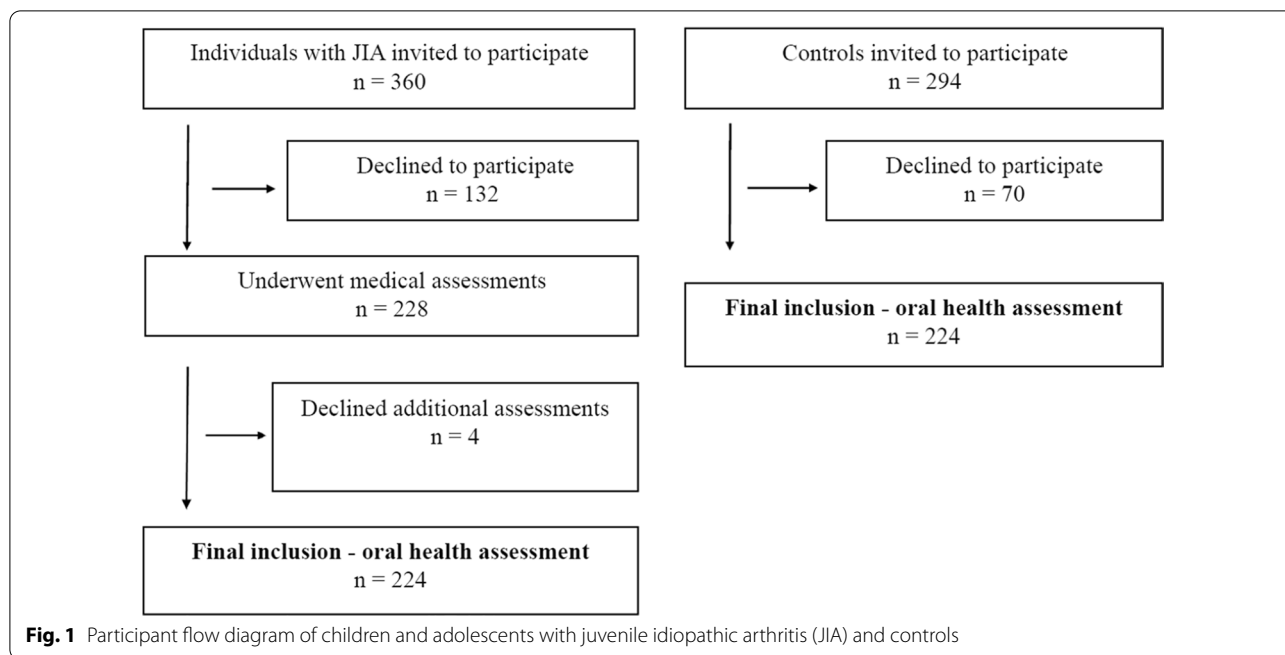 Individuals with JIA invited to participate
n = 360
Declined to participate
n = 132
Underwent medical assessments
n = 228
Declined additional assessments
n = 4
Final inclusion - oral health assessment
n = 224
Controls invited to participate
n = 294
Declined to participate
n = 70
Final inclusion - oral health assessment
n = 224
Fig. 1 Participant flow diagram of children and adolescents with juvenile idiopathic arthritis (JIA) and controls